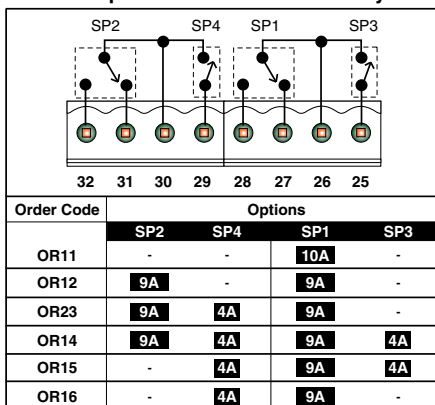 SP2 SP4 SP1 SP3
32 31 30 29 28 27 26 25
Order Code Options
SP2 SP4 SP1 SP3
OR11 - - 10A -
OR12 9A - 9A -
OR23 9A 4A 9A -
OR14 9A 4A 9A 4A
OR15 - 4A 9A 4A
OR16 - 4A 9A -